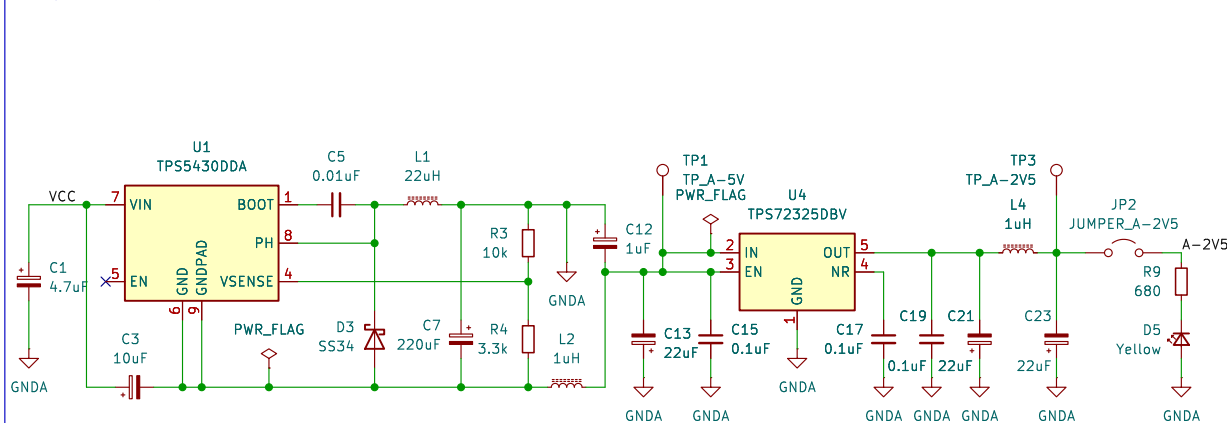 U1
TPS5430DDA
VCC
7
VIN
BOOT
1
PH
8
5
EN
GND
GNDPAD
VSENSE
4
6
9
C1
4.7uF
GNDA
C3
10uF
C5
0.01uF
L1
22uH
PWR_FLAG
D3
SS34
C7
220uF
R3
10k
R4
3.3k
GNDA
L2
1uH
C12
1uF
TP1
TP_A-5V
PWR_FLAG
U4
TPS72325DBV
2
IN
OUT
5
3
EN
NR
4
GND
1
GNDA
C13
22uF
GNDA
C15
0.1uF
GNDA
C17
0.1uF
GNDA
C19
0.1uF
GNDA
C21
22uF
GNDA
TP3
TP_A-2V5
L4
1uH
C23
22uF
GNDA
JP2
JUMPER_A-2V5
A-2V5
R9
680
D5
Yellow
GNDA